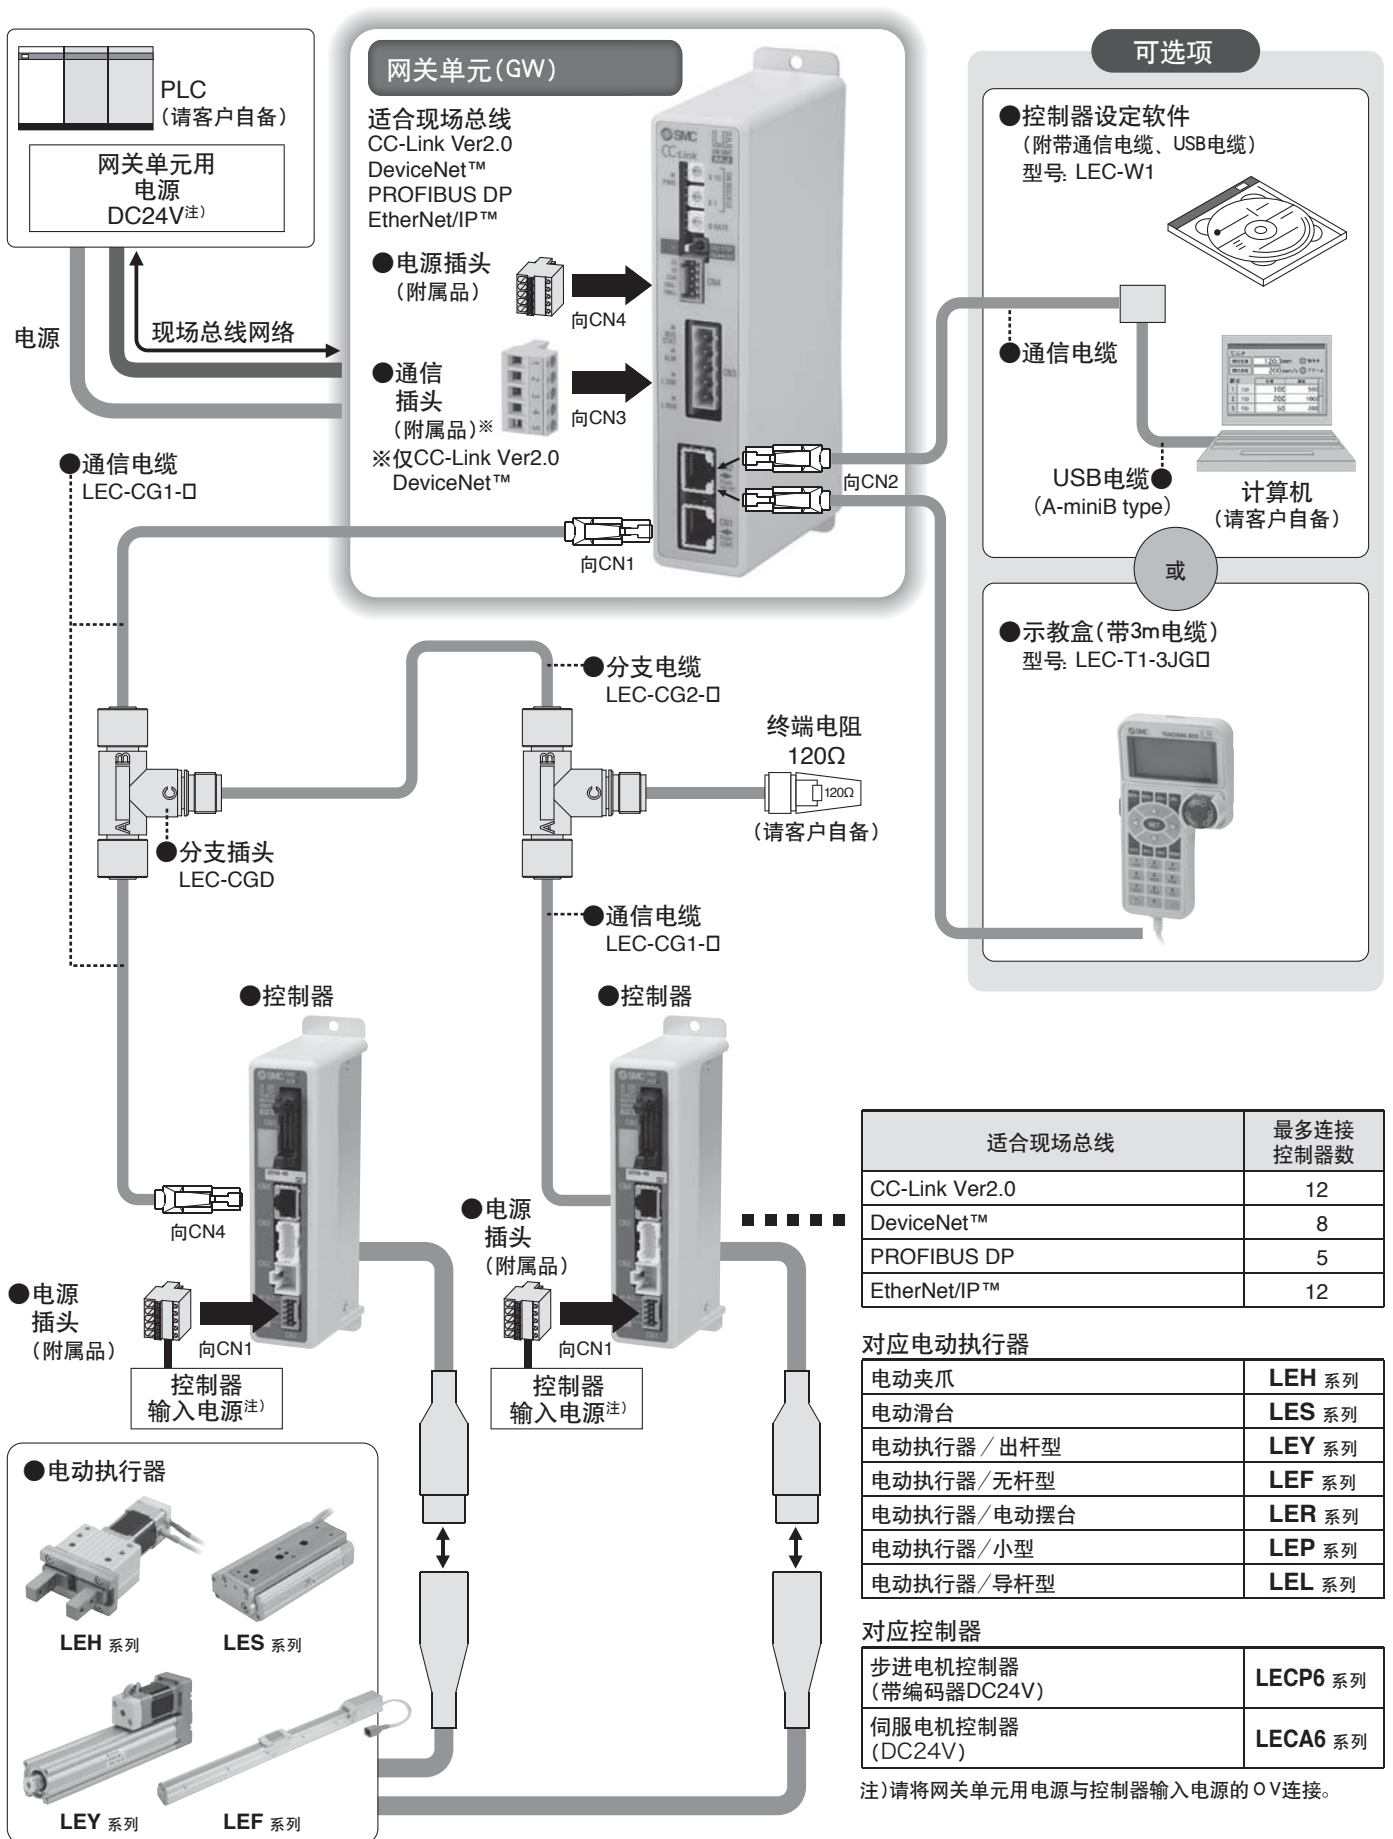 PLC
（请客户自备）
网关单元用
电源
DC24V注）
电源
现场总线网络
网关单元（GW）
适合现场总线
CC-Link Ver2.0
DeviceNet™
PROFIBUS DP
EtherNet/IP™
●电源插头
（附属品）
向CN4
●通信
插头
（附属品）※
向CN3
※仅CC-Link Ver2.0
DeviceNet™
SMC
CC-Link
CN4
CN3
CN1
向CN2
向CN1
可选项
●控制器设定软件
（附带通信电缆、USB电缆）
型号: LEC-W1
●通信电缆
USB电缆●
（A-miniB type）
计算机
（请客户自备）
或
●示教盒（带3m电缆）
型号: LEC-T1-3JG□
SMC TEACHING BOX
SET
●通信电缆
LEC-CG1-□
●分支电缆
LEC-CG2-□
终端电阻
120Ω
120Ω
（请客户自备）
A B C
A B C
●分支插头
LEC-CGD
●通信电缆
LEC-CG1-□
●控制器
●控制器
SMC
SMC
向CN4
●电源
插头
（附属品）
向CN1
控制器
输入电源注）
●电源
插头
（附属品）
向CN1
控制器
输入电源注）
●电动执行器
LEH 系列
LES 系列
LEY 系列
LEF 系列
适合现场总线 最多连接控制器数
CC-Link Ver2.0 12
DeviceNet™ 8
PROFIBUS DP 5
EtherNet/IP™ 12
对应电动执行器
电动夹爪 LEH 系列
电动滑台 LES 系列
电动执行器／出杆型 LEY 系列
电动执行器／无杆型 LEF 系列
电动执行器／电动摆台 LER 系列
电动执行器／小型 LEP 系列
电动执行器／导杆型 LEL 系列
对应控制器
步进电机控制器
（带编码器DC24V） LECP6 系列
伺服电机控制器
（DC24V） LECA6 系列
注）请将网关单元用电源与控制器输入电源的０V连接。